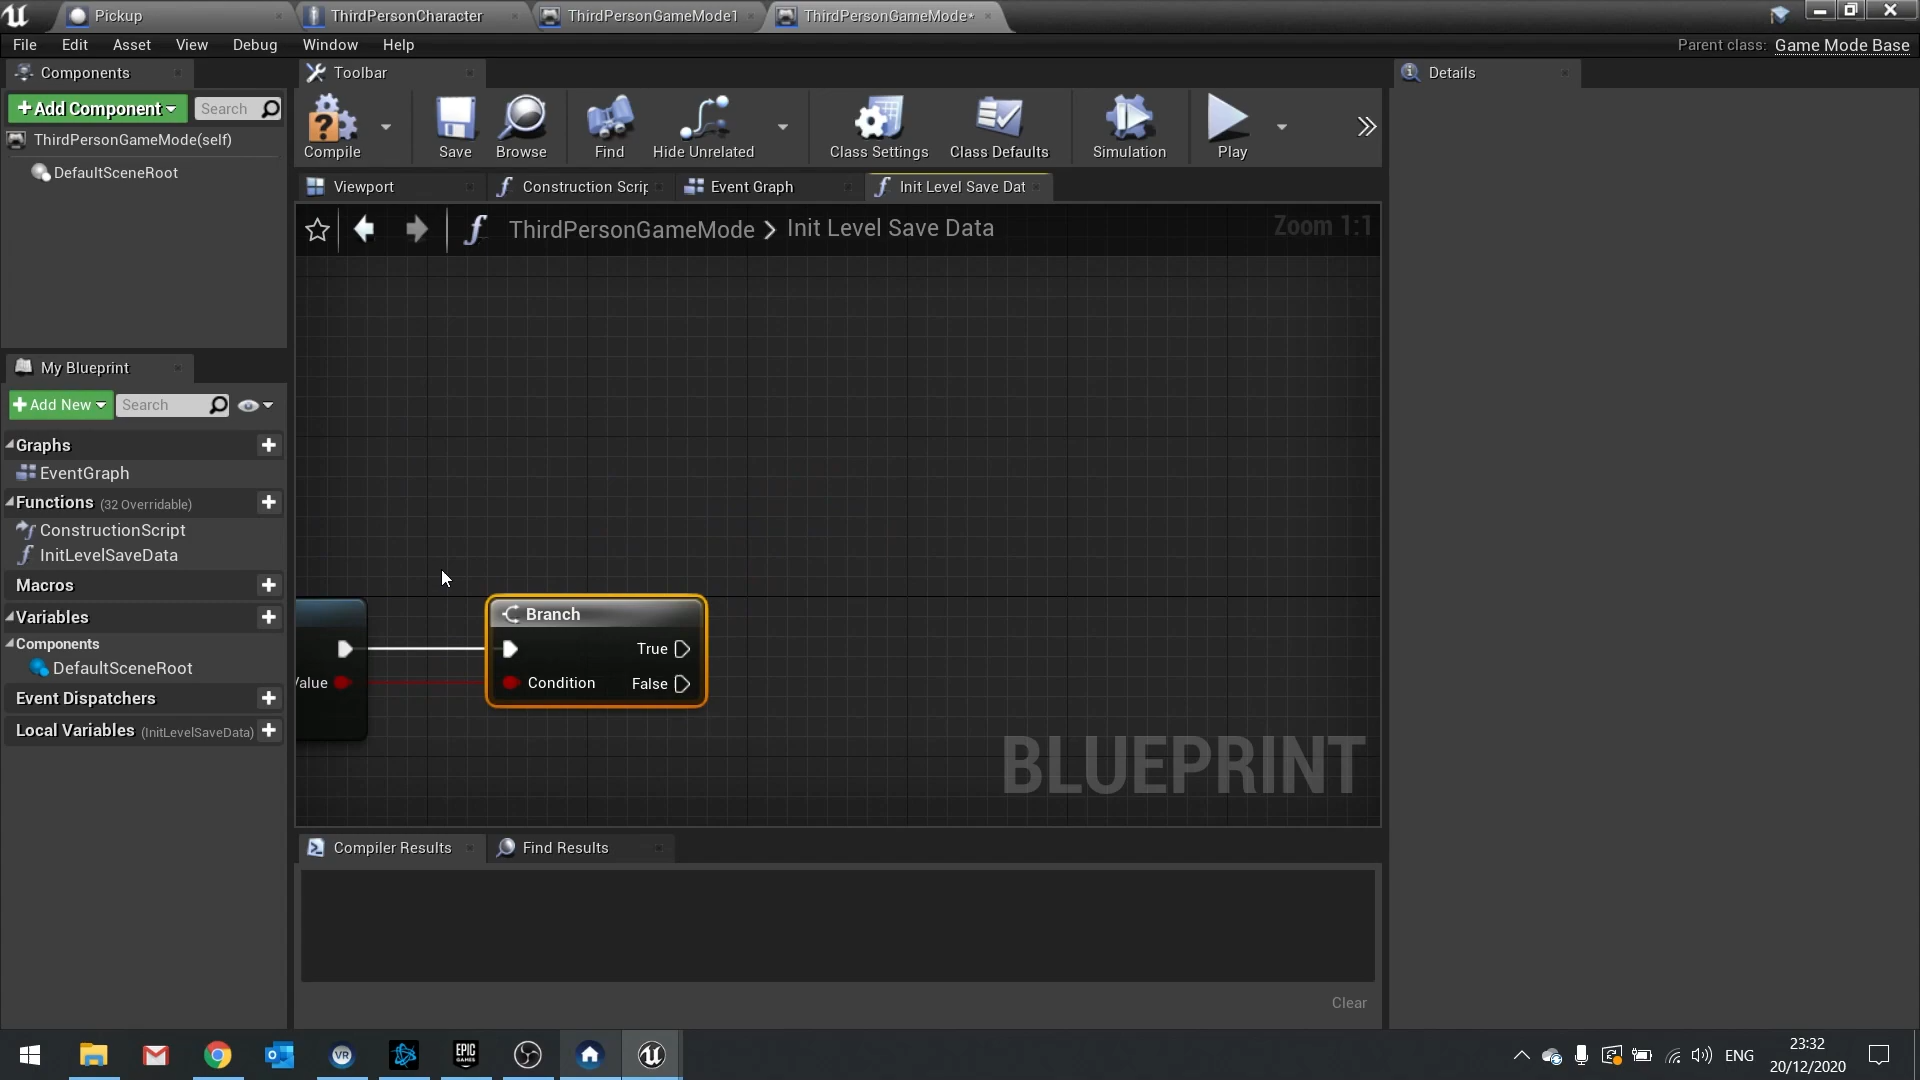 Pickup
ThirdPersonCharacter
ThirdPersonGameMode1
ThirdPersonGameMode*
File
Edit
Asset
View
Debug
Window
Help
Parent class: Game Mode Base
Components
Add Component
Search
ThirdPersonGameMode(self)
DefaultSceneRoot
Toolbar
Compile
Save
Browse
Find
Hide Unrelated
Class Settings
Class Defaults
Simulation
Play
Details
Viewport
Construction Scrip
Event Graph
Init Level Save Dat
ThirdPersonGameMode
Init Level Save Data
Zoom 1:1
My Blueprint
Add New
Search
Graphs
EventGraph
Functions (32 Overridable)
ConstructionScript
InitLevelSaveData
Macros
Variables
Components
DefaultSceneRoot
Event Dispatchers
Local Variables (InitLevelSaveData)
Branch
True
Value
Condition
False
BLUEPRINT
Compiler Results
Find Results
Clear
VR
EPIC GAMES
ENG
23:32
20/12/2020